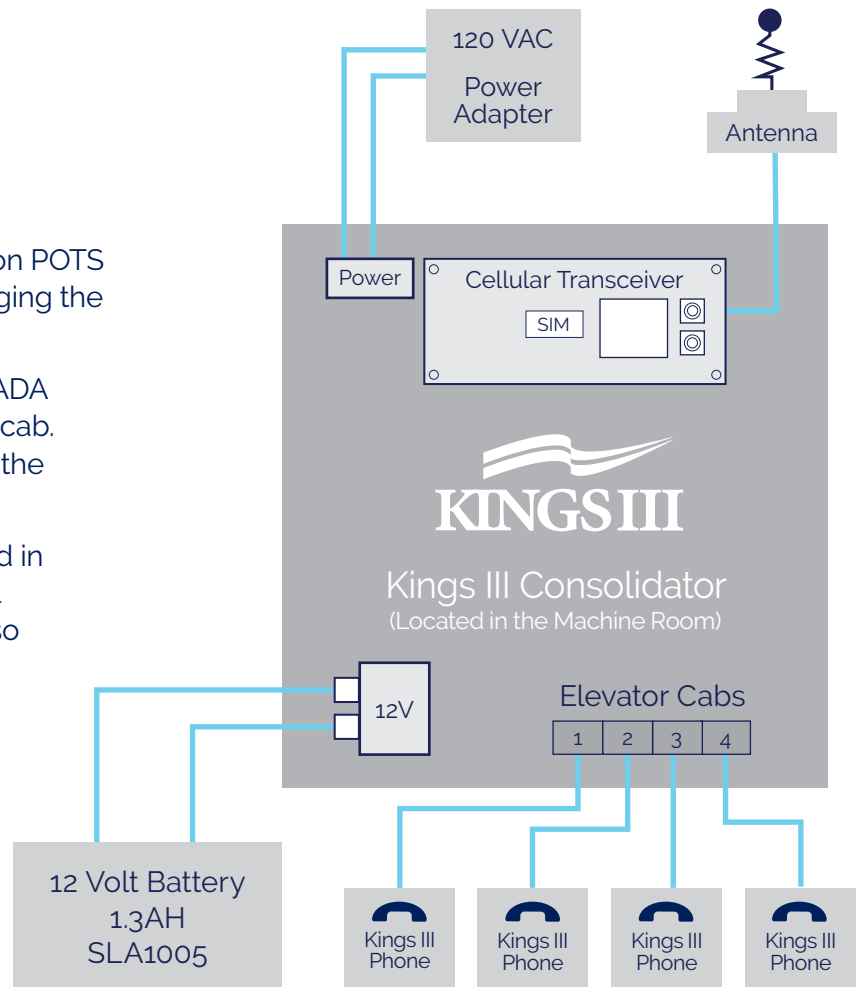 120 VAC
Power
Adapter
Antenna
on POTS
ging the
ADA
cab.
the
d in
so
Power
Cellular Transceiver
SIM
KINGS III
Kings III Consolidator
(Located in the Machine Room)
12V
Elevator Cabs
1 2 3 4
12 Volt Battery
1.3AH
SLA1005
Kings III
Phone
Kings III
Phone
Kings III
Phone
Kings III
Phone